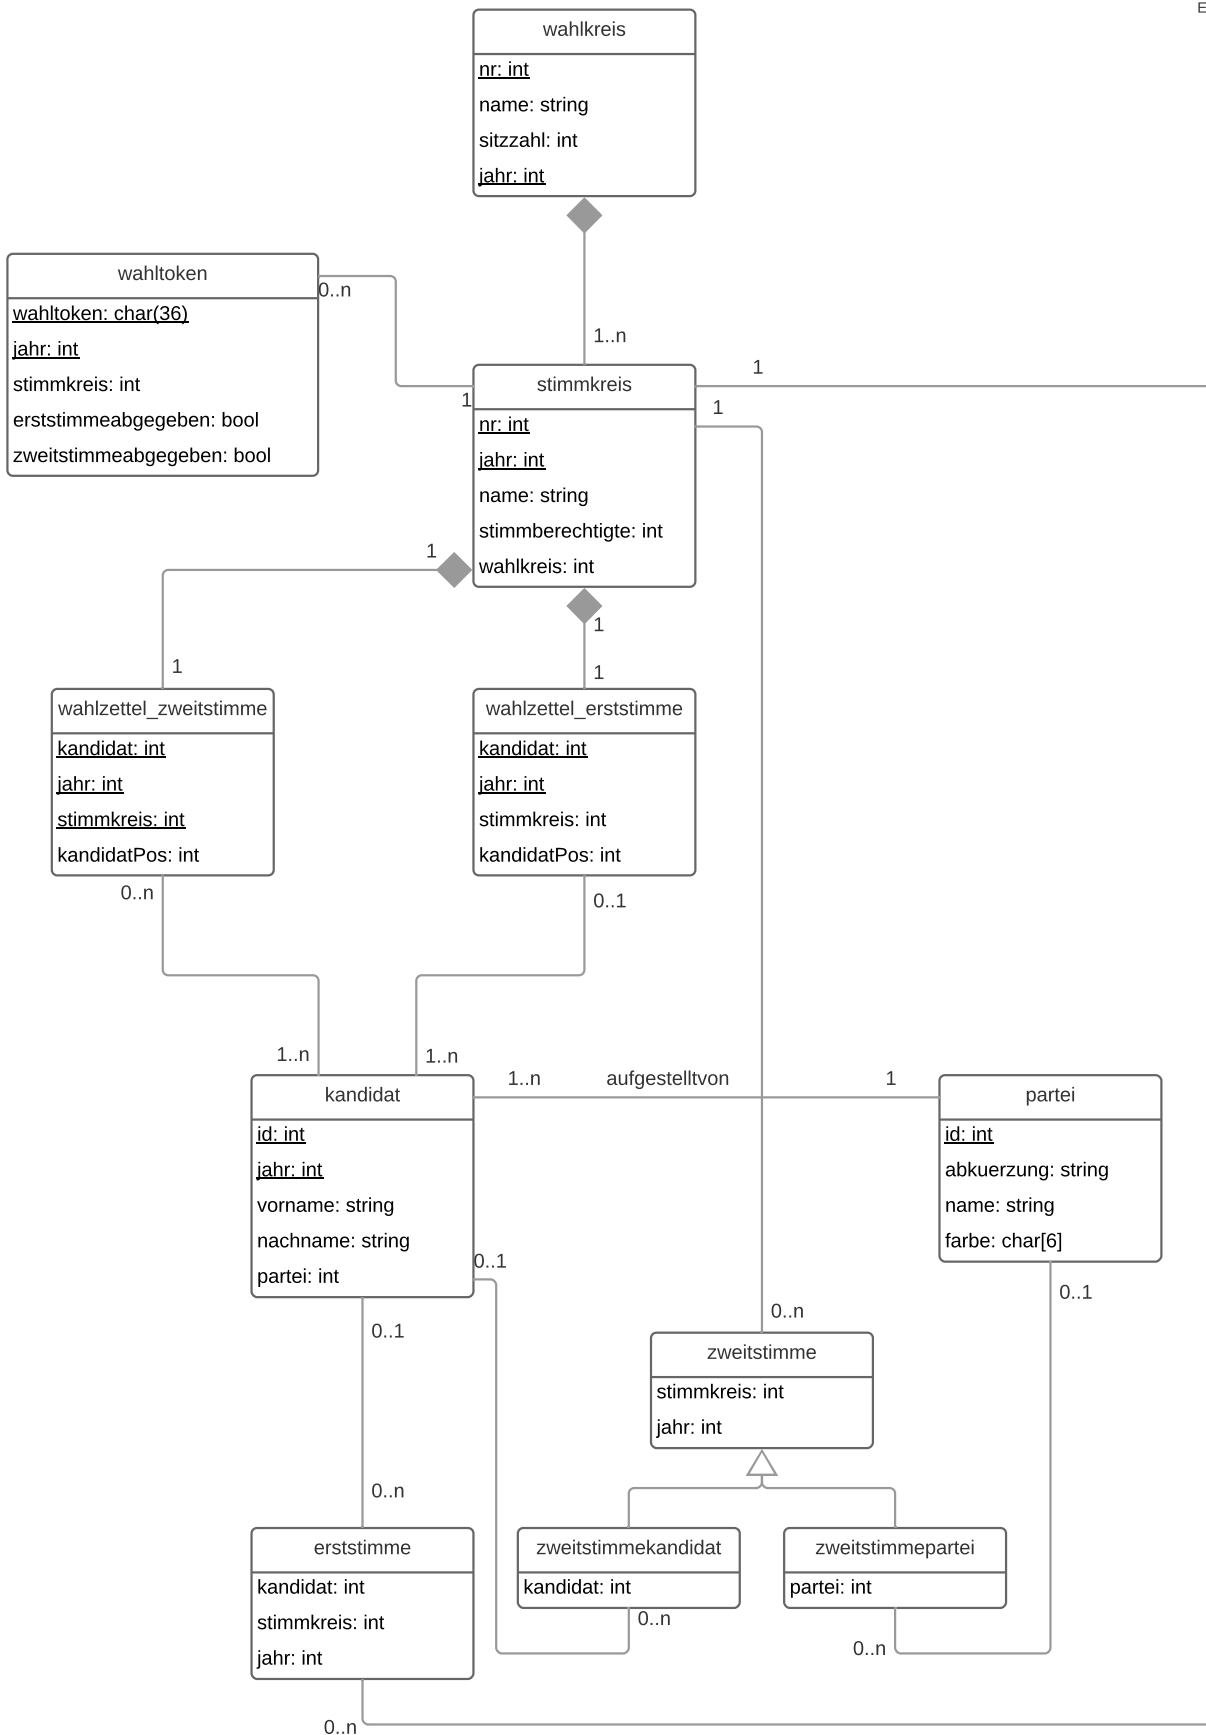 E
wahlkreis
nr: int
name: string
sitzzahl: int
jahr: int
wahltoken
wahltoken: char(36)
jahr: int
stimmkreis: int
erststimmeabgegeben: bool
zweitstimmeabgegeben: bool
0..n
1..n
1
1
1
stimmkreis
nr: int
jahr: int
name: string
stimmberechtigte: int
wahlkreis: int
1
1
1
1
wahlzettel_zweitstimme
kandidat: int
jahr: int
stimmkreis: int
kandidatPos: int
wahlzettel_erststimme
kandidat: int
jahr: int
stimmkreis: int
kandidatPos: int
0..n
0..1
1..n
1..n
1..n
aufgestelltvon
1
kandidat
id: int
jahr: int
vorname: string
nachname: string
partei: int
partei
id: int
abkuerzung: string
name: string
farbe: char[6]
0..1
0..1
0..n
0..1
zweitstimme
stimmkreis: int
jahr: int
0..n
erststimme
kandidat: int
stimmkreis: int
jahr: int
zweitstimmekandidat
kandidat: int
zweitstimmepartei
partei: int
0..n
0..n
0..n